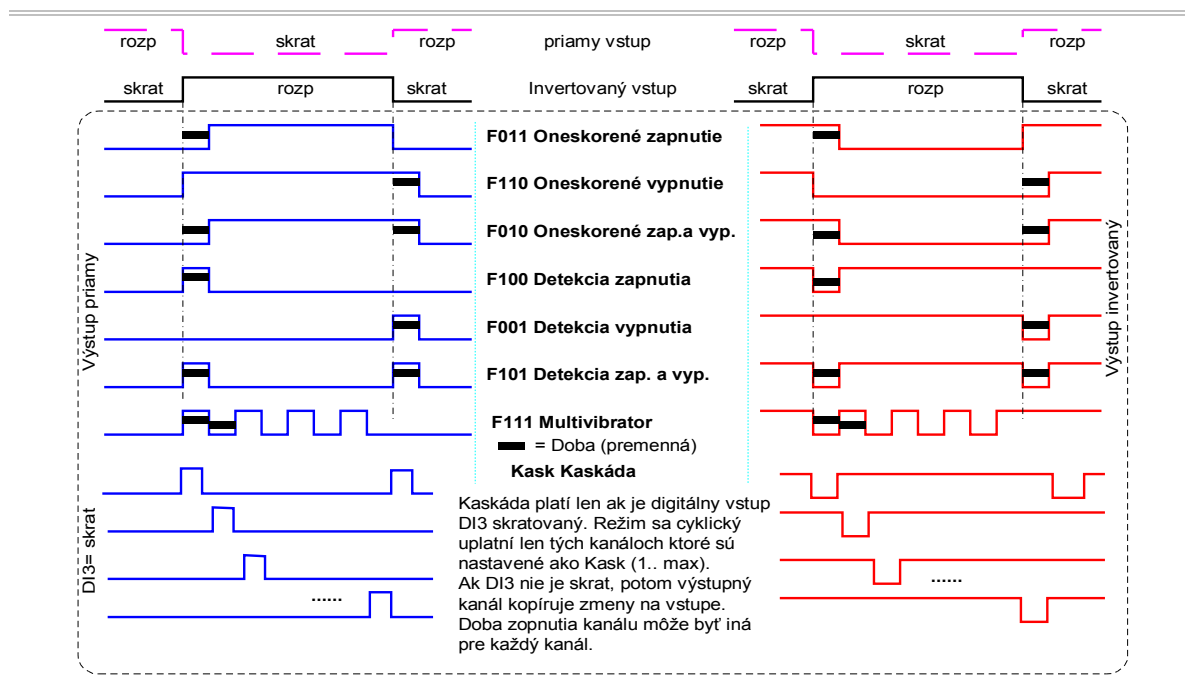 rozp skrat rozp priamy vstup rozp skrat rozp
skrat rozp skrat Invertovaný vstup skrat rozp skrat
F011 Oneskorené zapnutie
F110 Oneskorené vypnutie
F010 Oneskorené zap.a vyp.
F100 Detekcia zapnutia
F001 Detekcia vypnutia
F101 Detekcia zap. a vyp.
F111 Multivibrator
= Doba (premenná)
Kask Kaskáda
Kaskáda platí len ak je digitálny vstup
DI3 skratovaný. Režim sa cyklický
uplatní len tých kanáloch ktoré sú
nastavené ako Kask (1.. max).
Ak DI3 nie je skrat, potom výstupný
kanál kopíruje zmeny na vstupe.
Doba zopnutia kanálu môže byť iná
pre každý kanál.
Výstup priamy
DI3= skrat
......
Výstup invertovaný
......